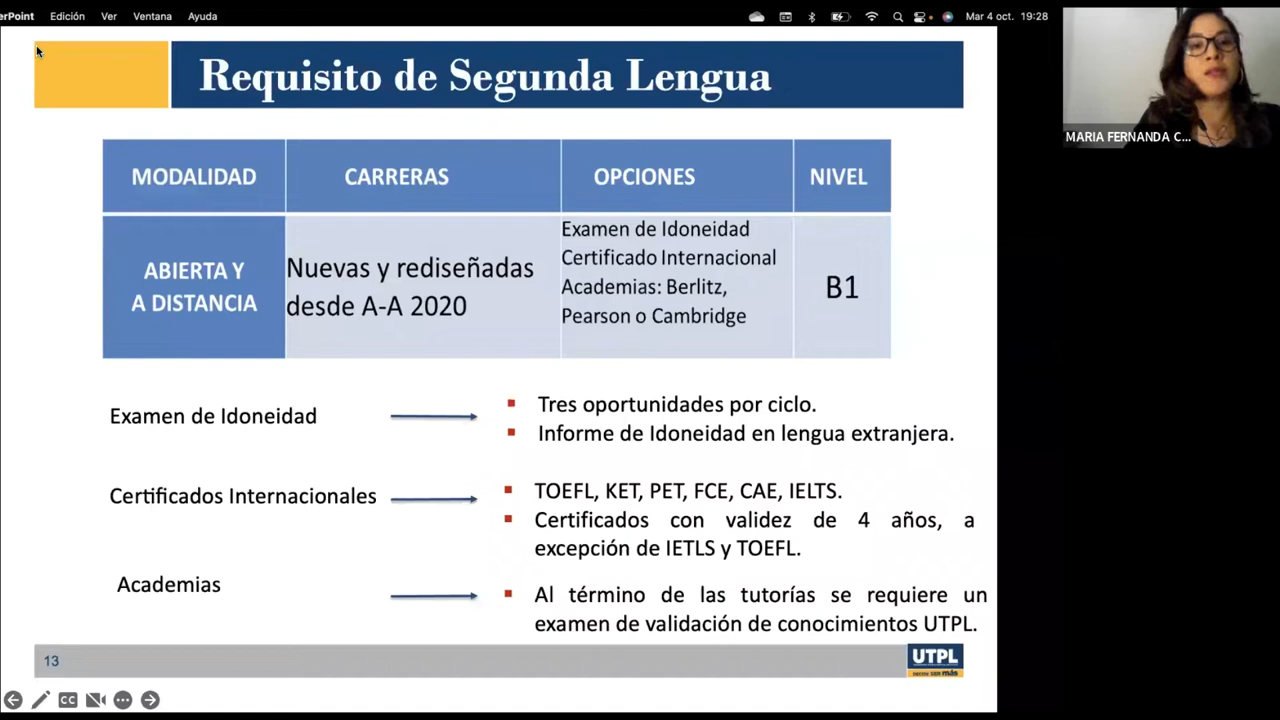 erPoint Edición Ver Ventana Ayuda Mar 4 oct. 19:28
Requisito de Segunda Lengua
MODALIDAD CARRERAS OPCIONES NIVEL
ABIERTA Y
A DISTANCIA
Nuevas y rediseñadas
desde A-A 2020
Examen de Idoneidad
Certificado Internacional
Academias: Berlitz,
Pearson o Cambridge
B1
Examen de Idoneidad
▪ Tres oportunidades por ciclo.
▪ Informe de Idoneidad en lengua extranjera.
Certificados Internacionales
▪ TOEFL, KET, PET, FCE, CAE, IELTS.
▪ Certificados con validez de 4 años, a
excepción de IETLS y TOEFL.
Academias
▪ Al término de las tutorías se requiere un
examen de validación de conocimientos UTPL.
13
UTPL
CC
MARIA FERNANDA C...